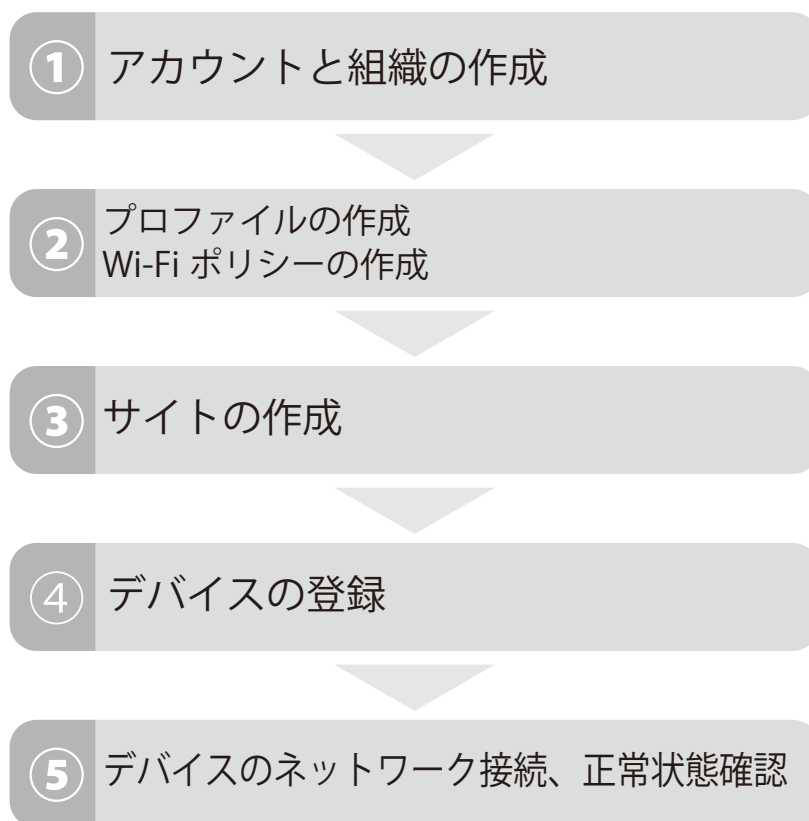 ① アカウントと組織の作成
② プロファイルの作成
Wi-Fi ポリシーの作成
③ サイトの作成
④ デバイスの登録
⑤ デバイスのネットワーク接続、正常状態確認